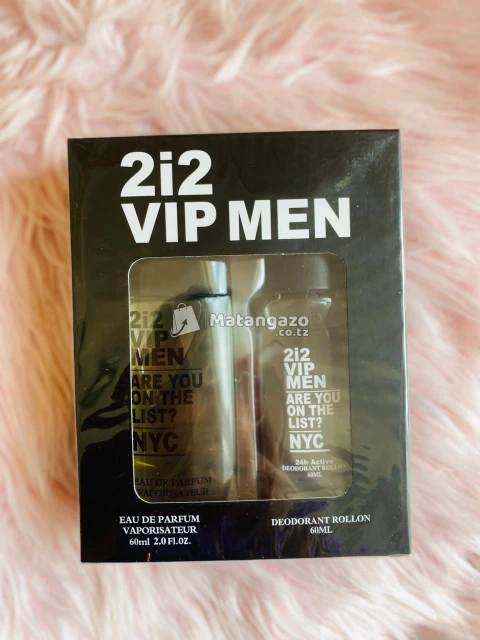 2i2
VIP MEN
Matangazo
.co.tz
2i2
VIP
MEN
ARE YOU
ON THE
LIST?
NYC
EAU DE PARFUM
VAPORISATEUR
2i2
VIP
MEN
ARE YOU
ON THE
LIST?
NYC
24h Active
DEODORANT ROLLON
60ML
EAU DE PARFUM
VAPORISATEUR
60ml 2.0 Fl.oz.
DEODORANT ROLLON
60ML